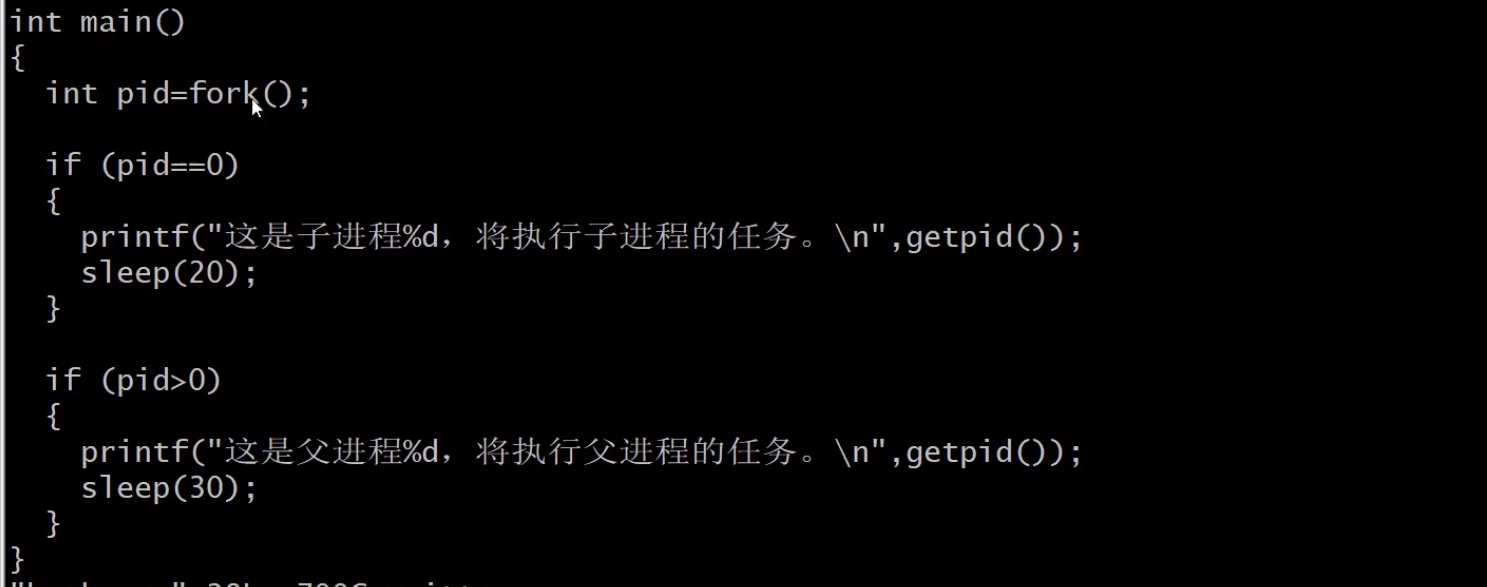 int main()
{
  int pid=fork();

  if (pid==0)
  {
    printf("这是子进程%d，将执行子进程的任务。\n",getpid());
    sleep(20);
  }

  if (pid>0)
  {
    printf("这是父进程%d，将执行父进程的任务。\n",getpid());
    sleep(30);
  }
}